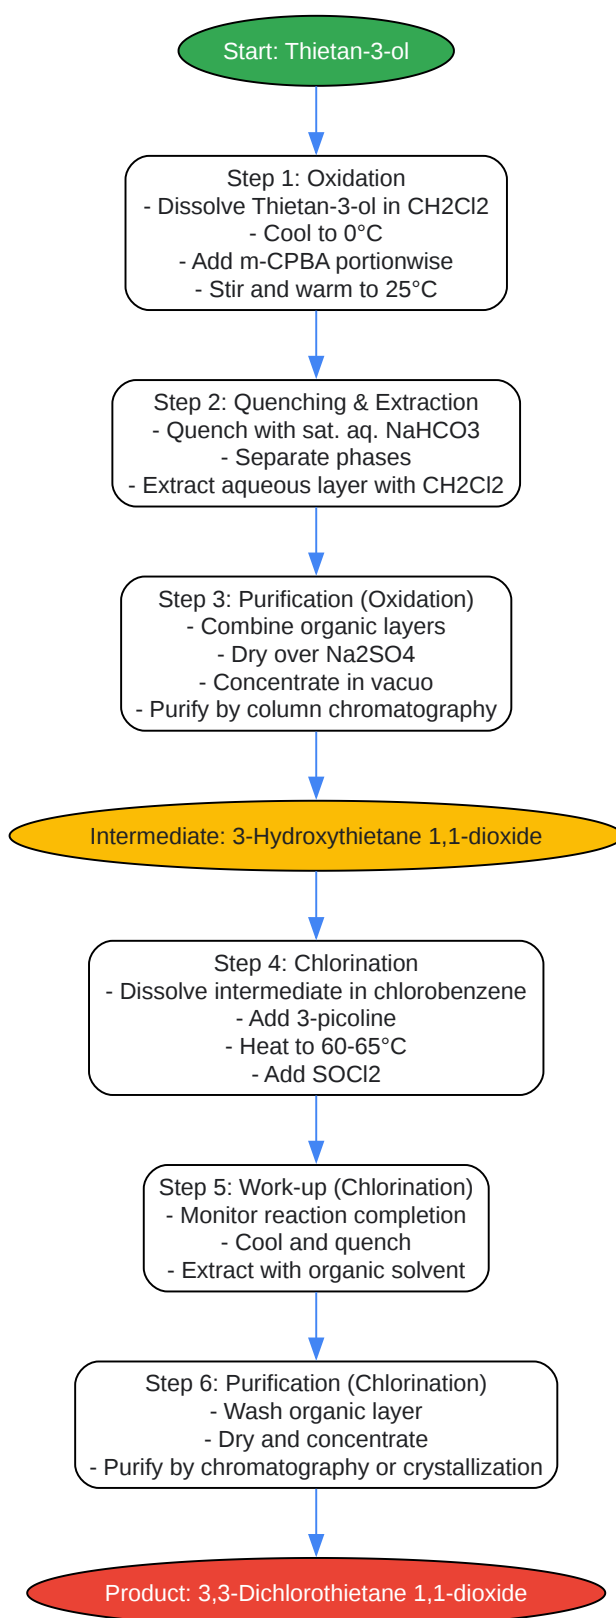 Start: Thietan-3-ol
Step 1: Oxidation
- Dissolve Thietan-3-ol in CH2Cl2
- Cool to 0°C
- Add m-CPBA portionwise
- Stir and warm to 25°C
Step 2: Quenching & Extraction
- Quench with sat. aq. NaHCO3
- Separate phases
- Extract aqueous layer with CH2Cl2
Step 3: Purification (Oxidation)
- Combine organic layers
- Dry over Na2SO4
- Concentrate in vacuo
- Purify by column chromatography
Intermediate: 3-Hydroxythietane 1,1-dioxide
Step 4: Chlorination
- Dissolve intermediate in chlorobenzene
- Add 3-picoline
- Heat to 60-65°C
- Add SOCl2
Step 5: Work-up (Chlorination)
- Monitor reaction completion
- Cool and quench
- Extract with organic solvent
Step 6: Purification (Chlorination)
- Wash organic layer
- Dry and concentrate
- Purify by chromatography or crystallization
Product: 3,3-Dichlorothietane 1,1-dioxide